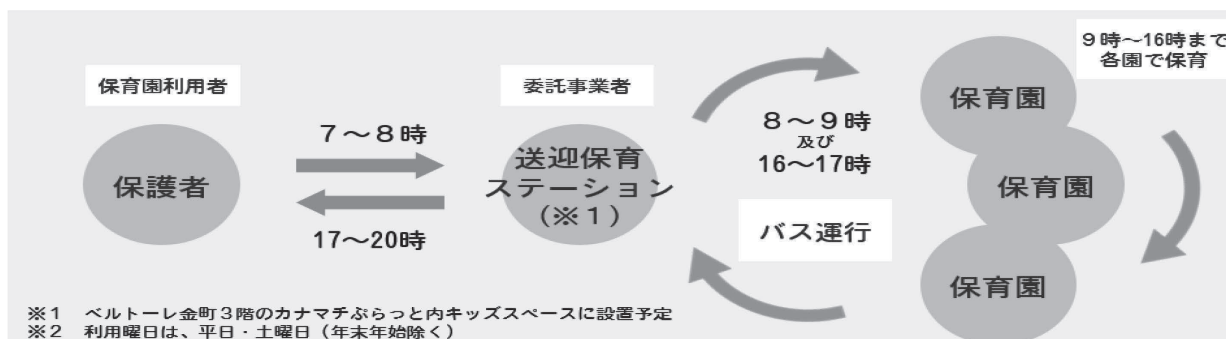 保育園利用者
保護者
7～8時
17～20時
委託事業者
送迎保育
ステーション
(※1)
8～9時
及び
16～17時
バス運行
9時～16時まで
各園で保育
保育園
保育園
保育園
※1 ベルトーレ金町3階のカナマチぷらっと内キッズスペースに設置予定
※2 利用曜日は、平日・土曜日（年末年始除く）